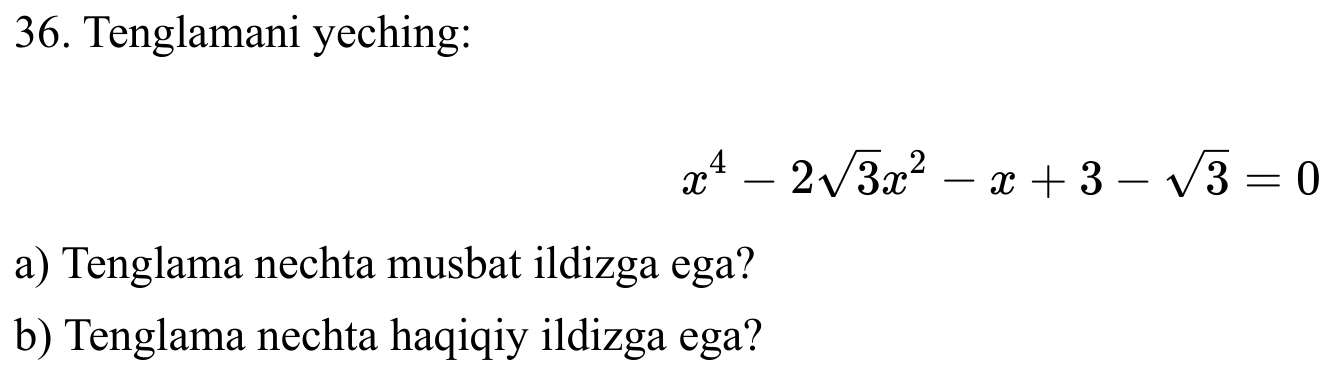 36. Tenglamani yeching:
x⁴ − 2√3x² − x + 3 − √3 = 0
a) Tenglama nechta musbat ildizga ega?
b) Tenglama nechta haqiqiy ildizga ega?